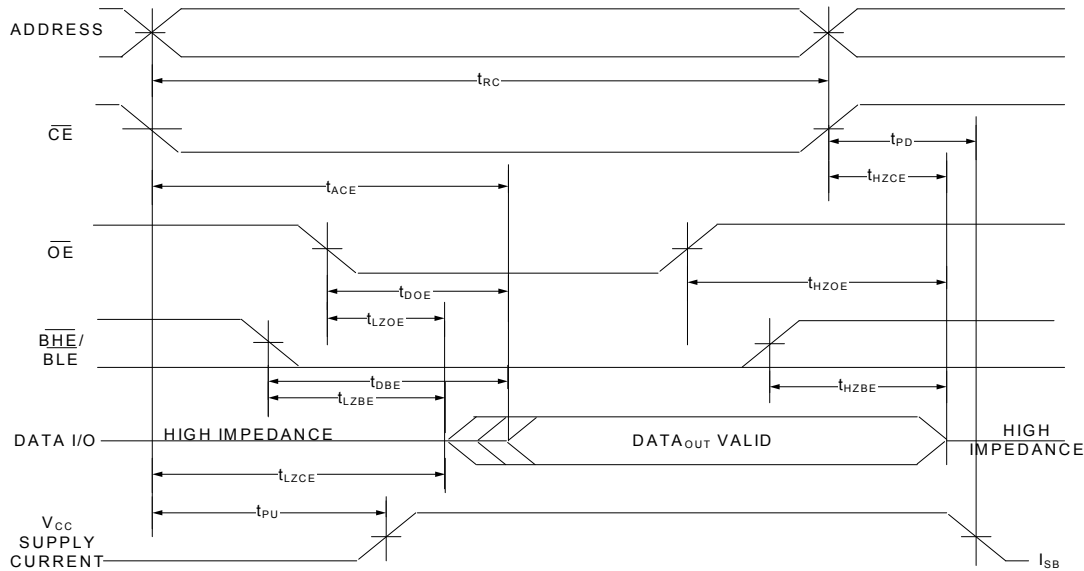 ADDRESS
tRC
CE
tPD
tHZCE
tACE
OE
tHZOE
tDOE
tLZOE
BHE/
BLE
tDBE
tHZBE
tLZBE
DATA I/O
HIGH IMPEDANCE
DATAOUT VALID
HIGH
IMPEDANCE
tLZCE
tPU
VCC
SUPPLY
CURRENT
ISB